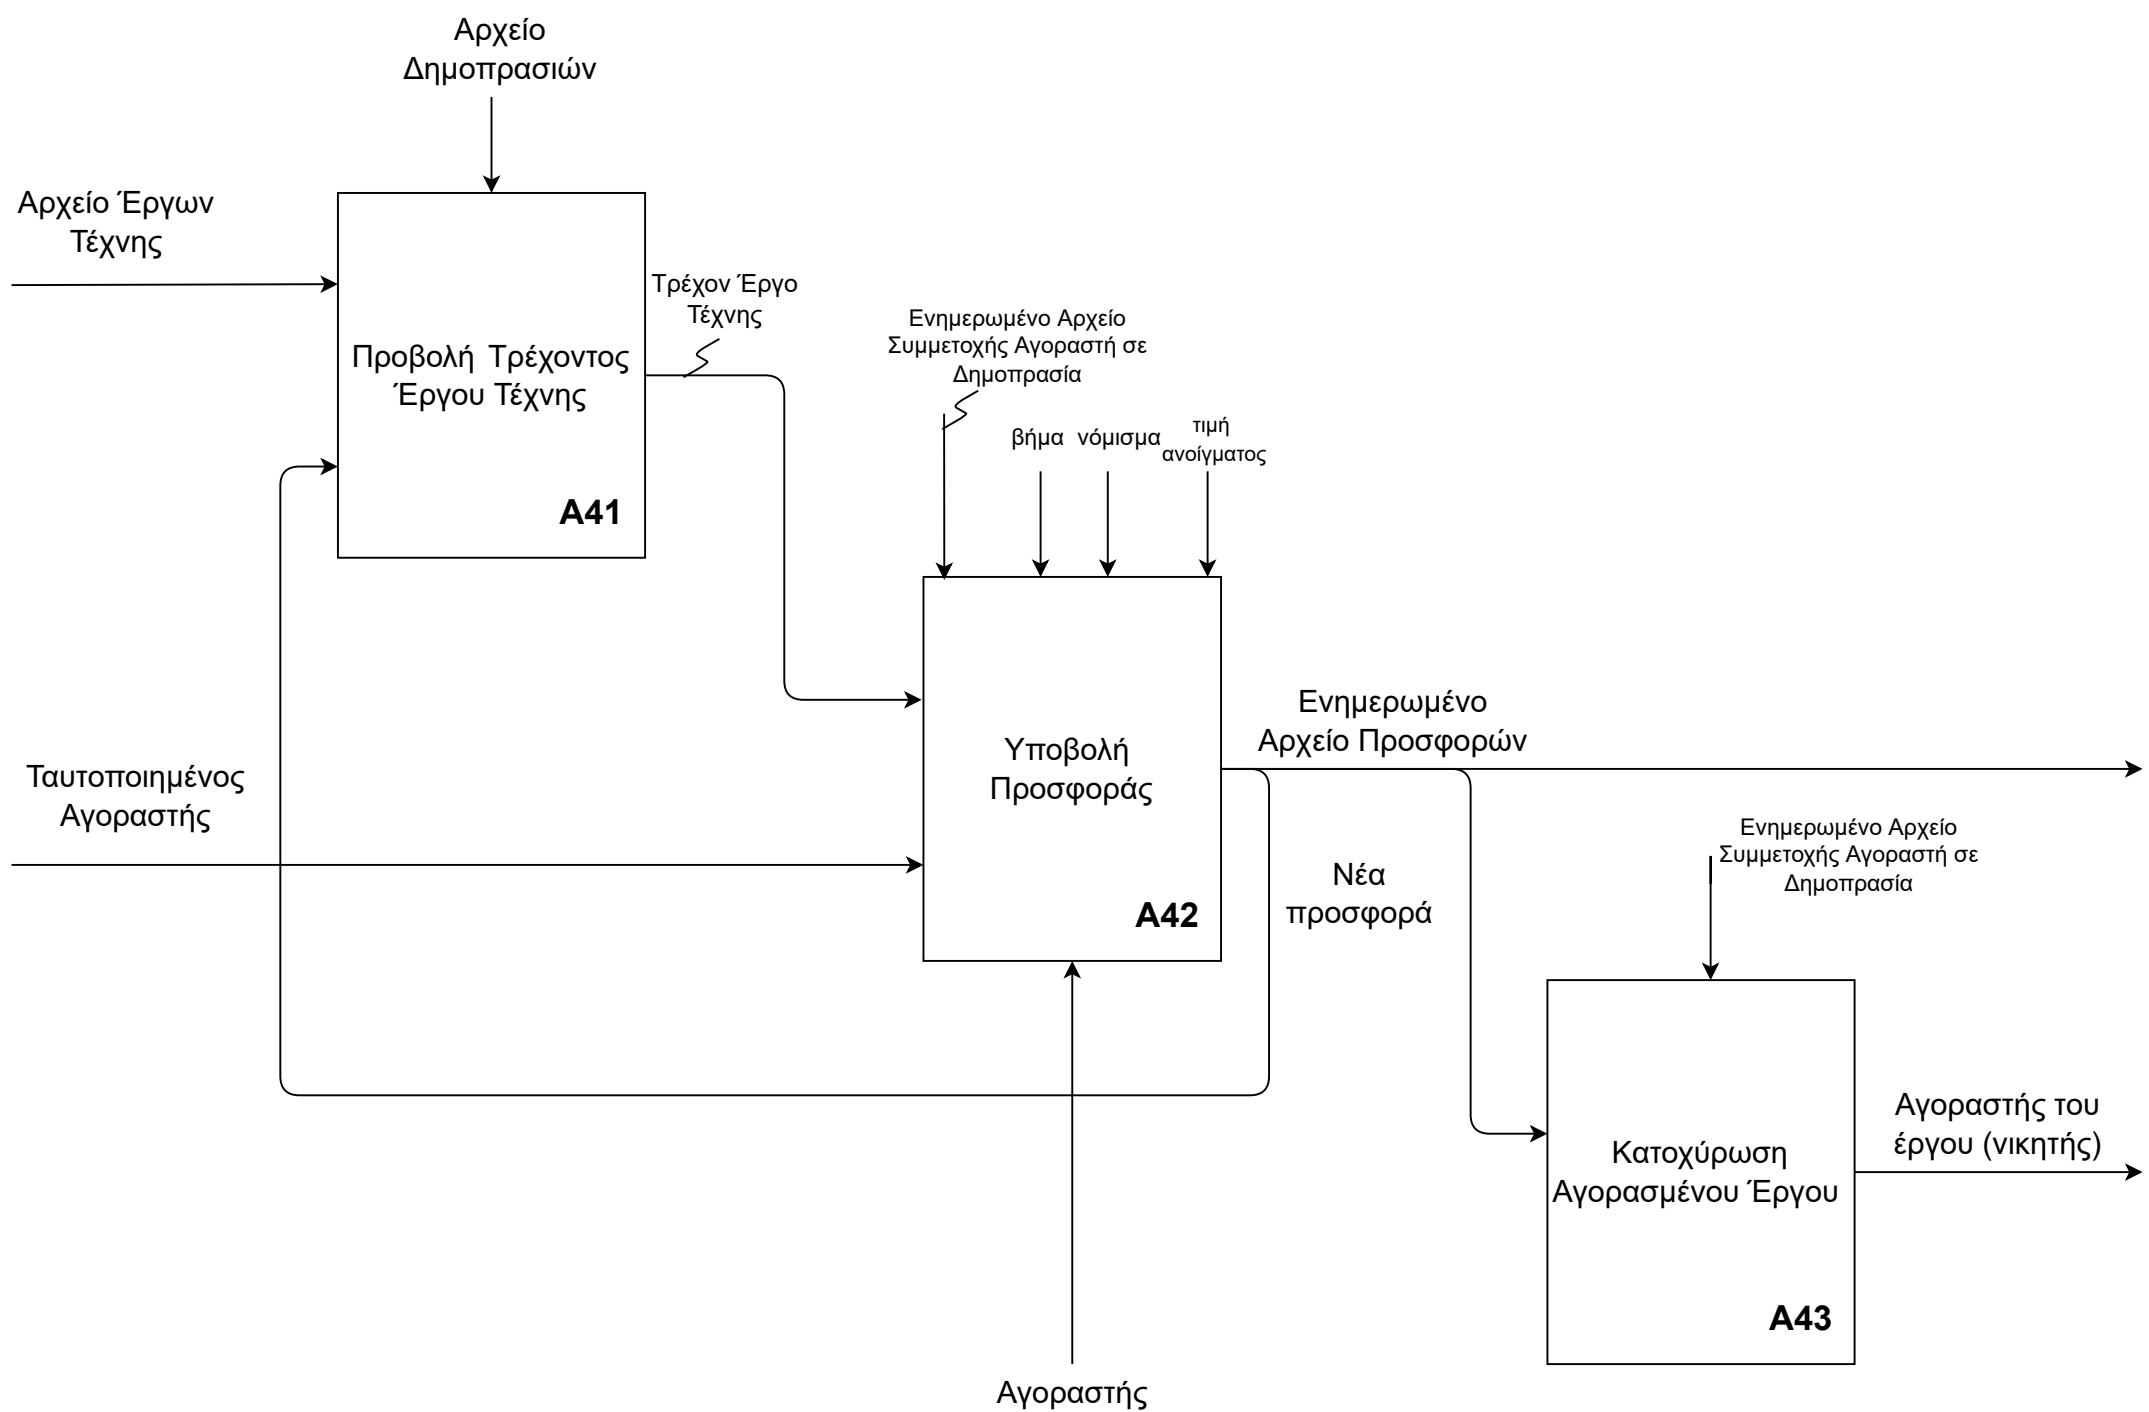 Αρχείο
Δημοπρασιών
Αρχείο Έργων
Τέχνης
Τρέχον Έργο
Τέχνης
Προβολή Τρέχοντος
Έργου Τέχνης
A41
Ενημερωμένο Αρχείο
Συμμετοχής Αγοραστή σε
Δημοπρασία
βήμα
νόμισμα
τιμή
ανοίγματος
Ταυτοποιημένος
Αγοραστής
Υποβολή
Προσφοράς
A42
Ενημερωμένο
Αρχείο Προσφορών
Νέα
προσφορά
Ενημερωμένο Αρχείο
Συμμετοχής Αγοραστή σε
Δημοπρασία
Κατοχύρωση
Αγορασμένου Έργου
A43
Αγοραστής του
έργου (νικητής)
Αγοραστής